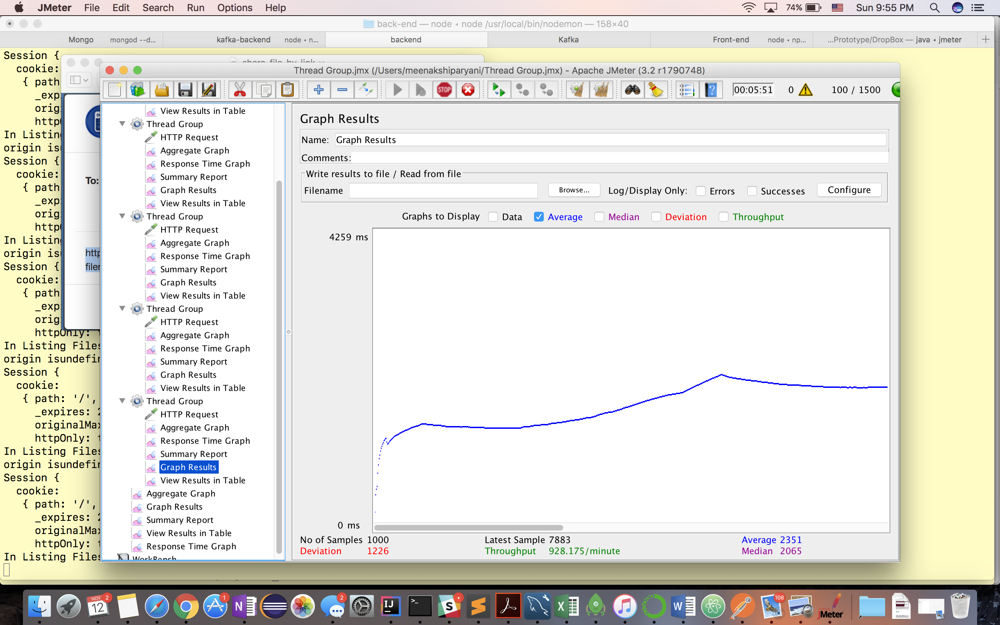 JMeter File Edit Search Run Options Help 74% Sun 9:55 PM
back-end — node ◂ node /usr/local/bin/nodemon — 158×40
Mongo mongod --d... kafka-backend node ◂ n... backend Kafka Front-end node ◂ np... ...Prototype/DropBox — java ◂ jmeter
Session {
cookie:
{ path
_exp
orig
http
In Listing
origin is
Session {
cookie:
{ path
_exp
orig
http
In Listing
origin is
Session {
cookie:
{ path
_exp
orig
httpOnly:
In Listing Files
origin isundefin
Session {
cookie:
{ path: '/',
_expires: 2
originalMax
httpOnly: t
In Listing Files
origin isundefin
Session {
cookie:
{ path: '/',
_expires: 2
originalMax
httpOnly: t
In Listing Files
share_file_by_link
To:
http
filen
Thread Group.jmx (/Users/meenakshiparyani/Thread Group.jmx) - Apache JMeter (3.2 r1790748)
STOP 00:05:51 0 100 / 1500
View Results in Table
Thread Group
HTTP Request
Aggregate Graph
Response Time Graph
Summary Report
Graph Results
View Results in Table
Thread Group
HTTP Request
Aggregate Graph
Response Time Graph
Summary Report
Graph Results
View Results in Table
Thread Group
HTTP Request
Aggregate Graph
Response Time Graph
Summary Report
Graph Results
View Results in Table
Thread Group
HTTP Request
Aggregate Graph
Response Time Graph
Summary Report
Graph Results
View Results in Table
Aggregate Graph
Graph Results
Summary Report
View Results in Table
Response Time Graph
WorkBench
Graph Results
Name: Graph Results
Comments:
Write results to file / Read from file
Filename Browse... Log/Display Only: Errors Successes Configure
Graphs to Display Data Average Median Deviation Throughput
4259 ms
0 ms
No of Samples 1000 Latest Sample 7883 Average 2351
Deviation 1226 Throughput 928.175/minute Median 2065
NOV 12 2 1 N 2 IJ >_ S X W 108 JMeter